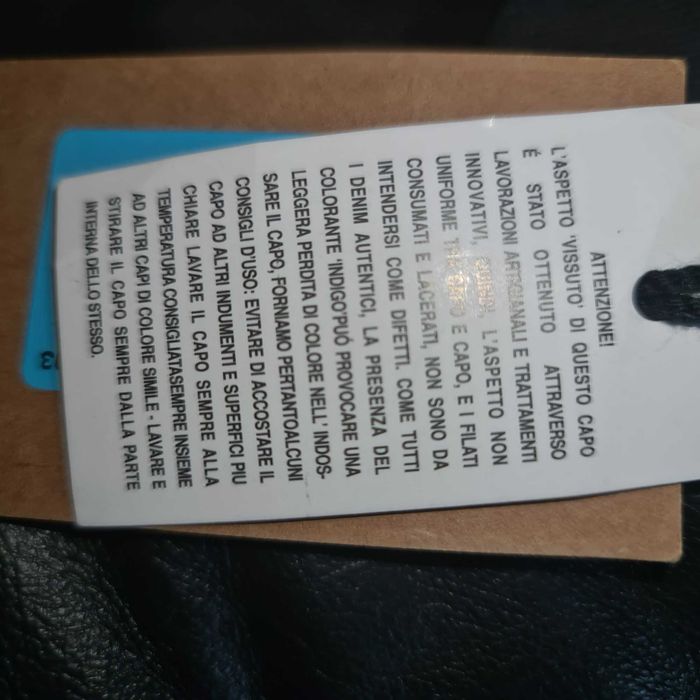 ATTENZIONE!
L'ASPETTO 'VISSUTO' DI QUESTO CAPO
É STATO OTTENUTO ATTRAVERSO
LAVORAZIONI ARTIGIANALI E TRATTAMENTI
INNOVATIVI, QUINDI, L'ASPETTO NON
UNIFORME TRA CAPO E CAPO, E I FILATI
CONSUMATI E LACERATI, NON SONO DA
INTENDERSI COME DIFETTI. COME TUTTI
I DENIM AUTENTICI, LA PRESENZA DEL
COLORANTE 'INDIGO'PUÓ PROVOCARE UNA
LEGGERA PERDITA DI COLORE NELL' INDOS-
SARE IL CAPO, FORNIAMO PERTANTOALCUNI
CONSIGLI D'USO: EVITARE DI ACCOSTARE IL
CAPO AD ALTRI INDUMENTI E SUPERFICI PIU
CHIARE LAVARE IL CAPO SEMPRE ALLA
TEMPERATURA CONSIGLIATASEMPRE INSIEME
AD ALTRI CAPI DI COLORE SIMILE - LAVARE E
STIRARE IL CAPO SEMPRE DALLA PARTE
INTERNA DELLO STESSO.